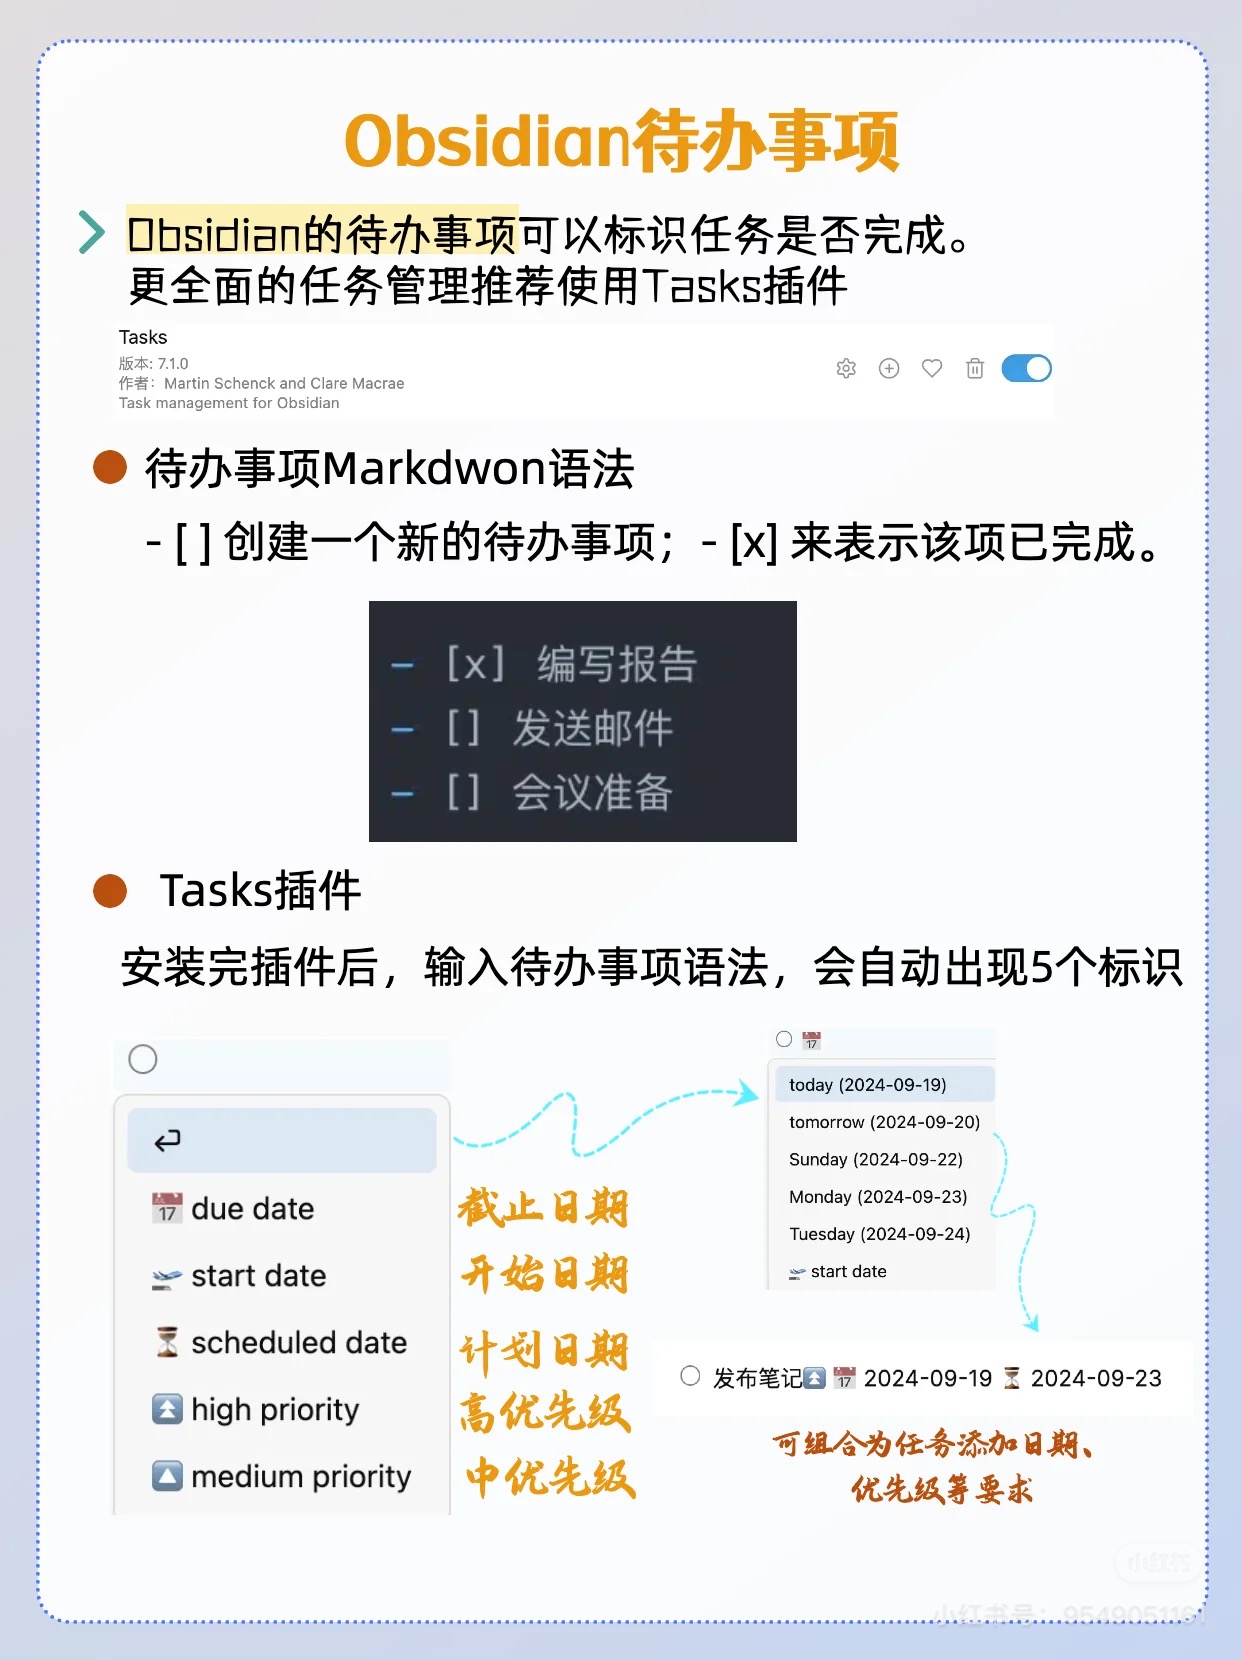 Obsidian待办事项
Obsidian的待办事项可以标识任务是否完成。
更全面的任务管理推荐使用Tasks插件
Tasks
版本: 7.1.0
作者：Martin Schenck and Clare Macrae
Task management for Obsidian
待办事项Markdwon语法
- [ ] 创建一个新的待办事项；- [x] 来表示该项已完成。
- [x] 编写报告
- [] 发送邮件
- [] 会议准备
Tasks插件
安装完插件后，输入待办事项语法，会自动出现5个标识
📅 due date 截止日期
🛫 start date 开始日期
⏳ scheduled date 计划日期
⏫ high priority 高优先级
🔼 medium priority 中优先级
📅
today (2024-09-19)
tomorrow (2024-09-20)
Sunday (2024-09-22)
Monday (2024-09-23)
Tuesday (2024-09-24)
🛫 start date
发布笔记⏫ 📅 2024-09-19 ⏳ 2024-09-23
可组合为任务添加日期、
优先级等要求
小红书
小红书号：9549051161